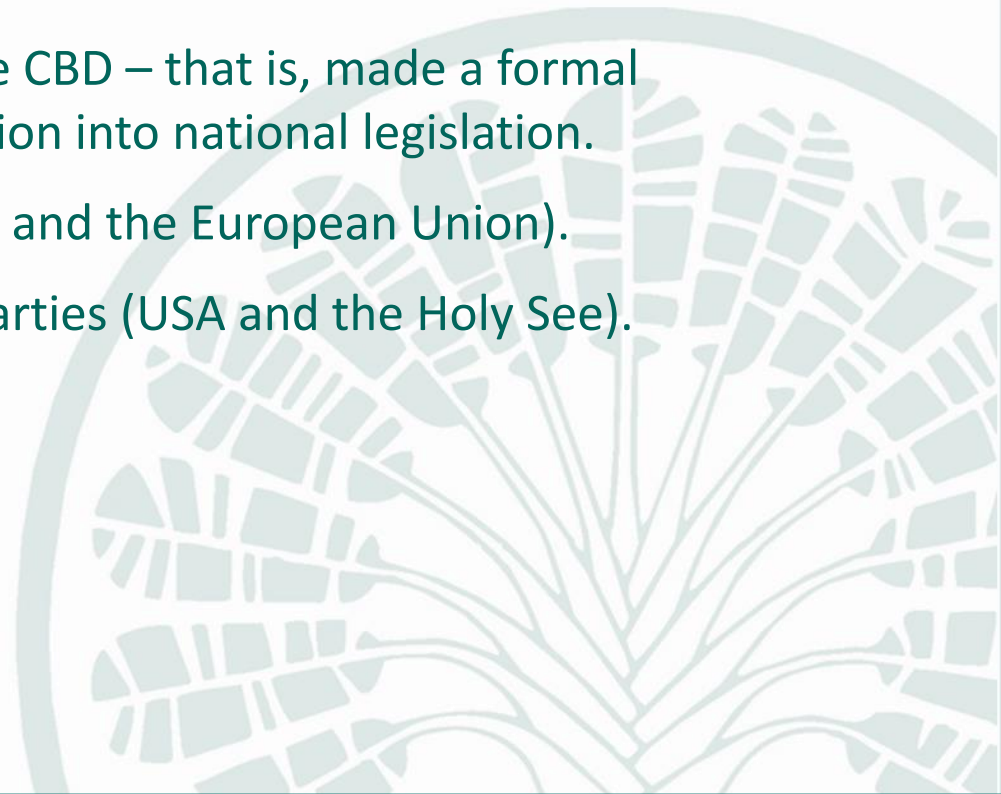 e CBD – that is, made a formal
ion into national legislation.
and the European Union).
arties (USA and the Holy See).